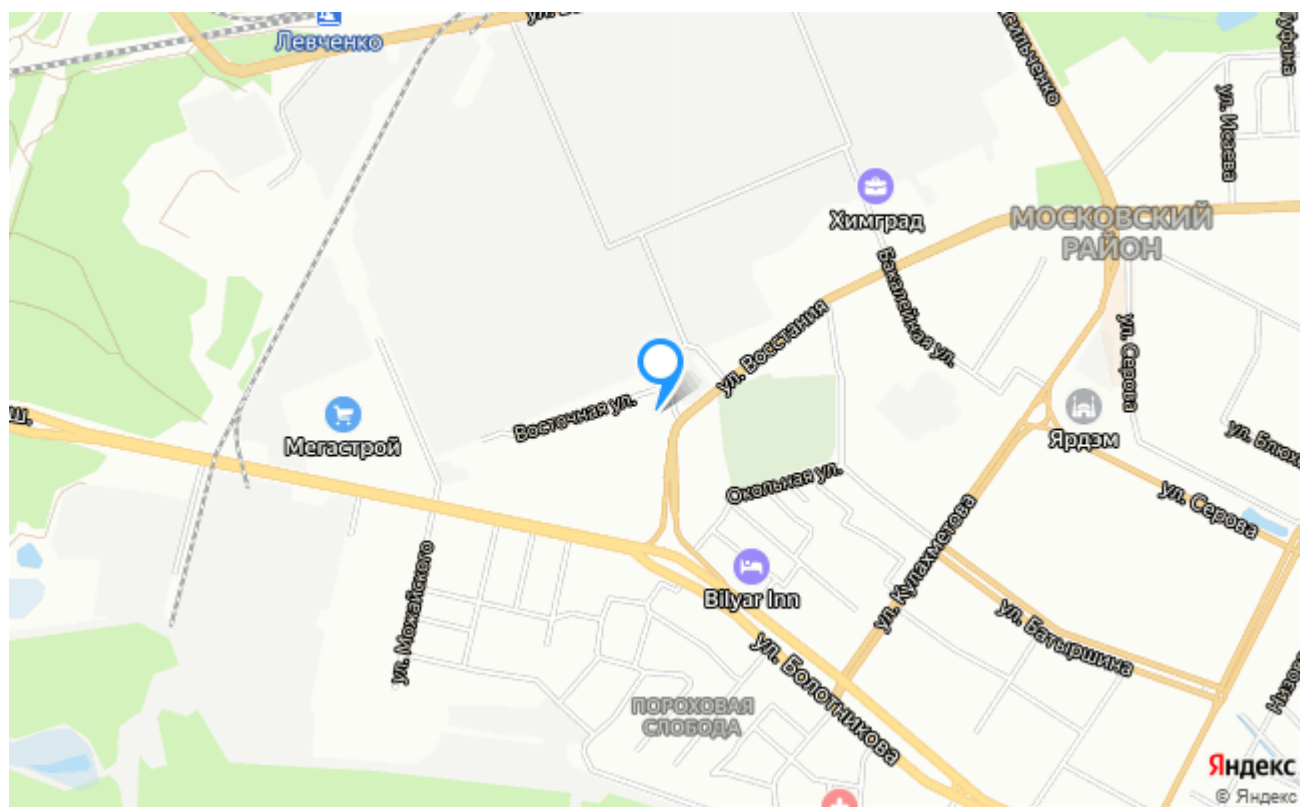 Левченко
ул. Исаева
Химград
МОСКОВСКИЙ
РАЙОН
Бакалейная ул.
ул. Восстания
ул. Серова
Восточная ул.
Мегастрой
ш.
Ярдэм
Окольная ул.
ул. Серова
ул. Кулахметова
Bilyar Inn
ул. Можайского
ул. Батыршина
ул. Болотникова
ПОРОХОВАЯ
СЛОБОДА
Яндекс
© Яндекс